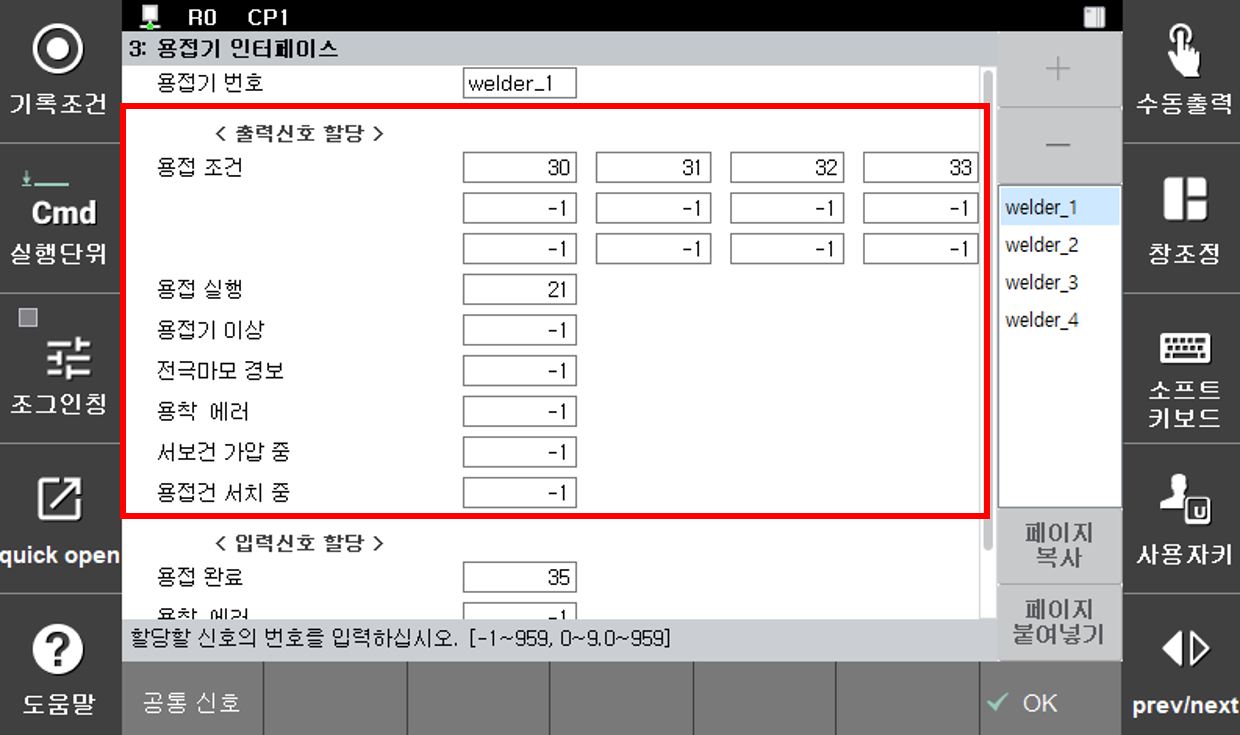 R0 CP1
3: 용접기 인터페이스
용접기 번호 welder_1
< 출력신호 할당 >
용접 조건 30 31 32 33
-1 -1 -1 -1
-1 -1 -1 -1
용접 실행 21
용접기 이상 -1
전극마모 경보 -1
용착 에러 -1
서보건 가압 중 -1
용접건 서치 중 -1
< 입력신호 할당 >
용접 완료 35
용착 에러 -1
할당할 신호의 번호를 입력하십시오. [-1~959, 0~9.0~959]
기록조건
Cmd
실행단위
조그인칭
quick open
도움말
+
−
welder_1
welder_2
welder_3
welder_4
페이지
복사
페이지
붙여넣기
수동출력
창조정
소프트
키보드
U
사용자키
prev/next
?
공통 신호
OK